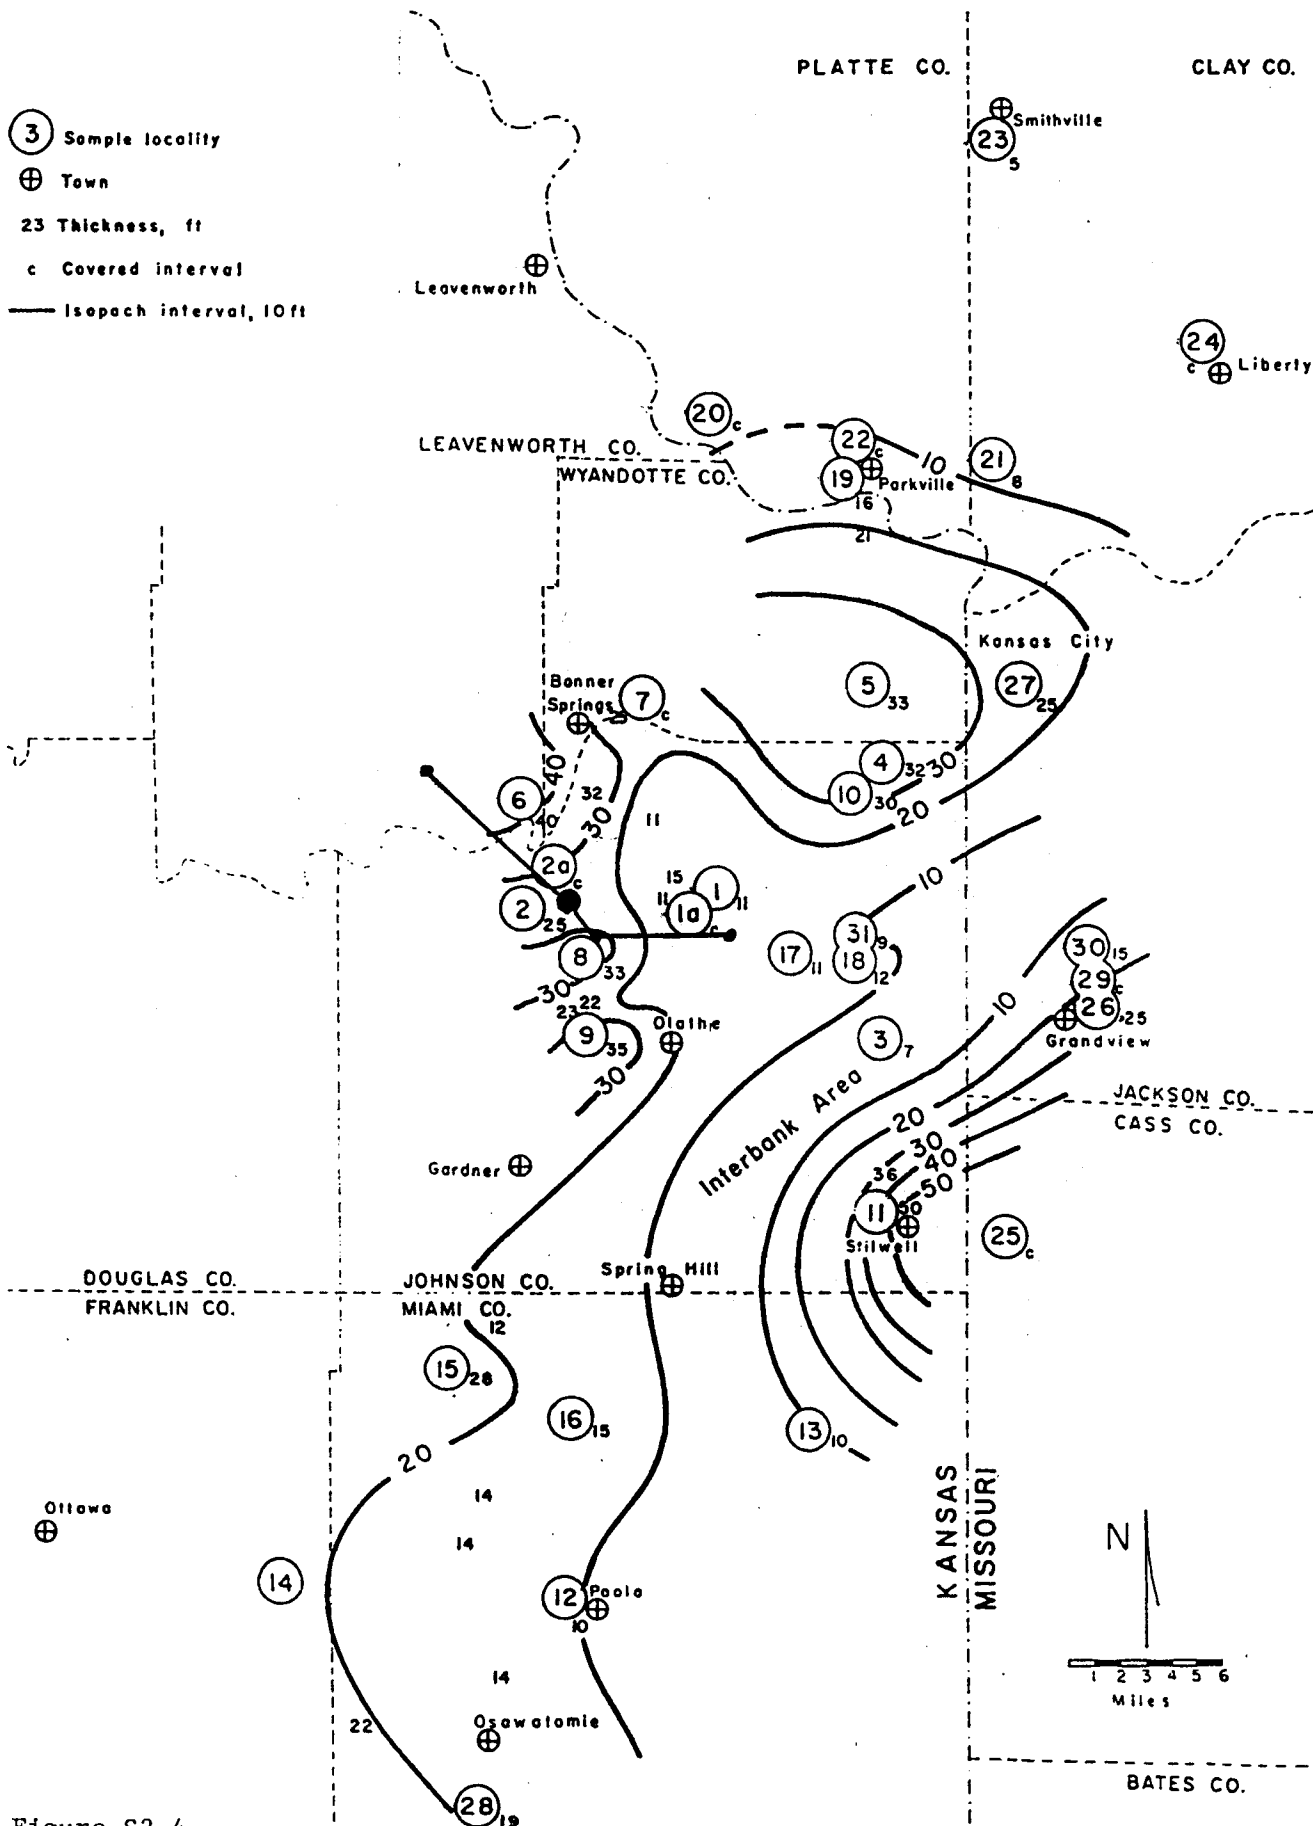 PLATTE CO.
CLAY CO.
3 Sample locality
Town
23 Thickness, ft
c Covered interval
Isopach interval, 10ft
Smithville
23 5
Leavenworth
24 c
Liberty
20 c
LEAVENWORTH CO.
WYANDOTTE CO.
22 c
10
21 8
19
Parkville
16
21
Kansas City
Bonner
Springs
25
7 c
5 33
27 25
40
4 32
30
6 40
32
10 30
20
30
11
2a c
15
1 11
10
11
1a c
2 25
31 9
30 15
17 11
18 12
29 c
8 33
30
10
26 25
23 22
Olathe
Grandview
9 35
3 7
30
Interbank Area
JACKSON CO.
CASS CO.
20
30
40
36
50
Gardner
11 50
Stilwell
25 c
Spring Hill
DOUGLAS CO.
JOHNSON CO.
FRANKLIN CO.
MIAMI CO.
12
15 28
16 15
13 10
20
14
Ottawa
14
KANSAS
MISSOURI
N
14
12
Paola
10
1 2 3 4 5 6
Miles
14
22
Osawatomie
BATES CO.
28 19
Figure S2-4